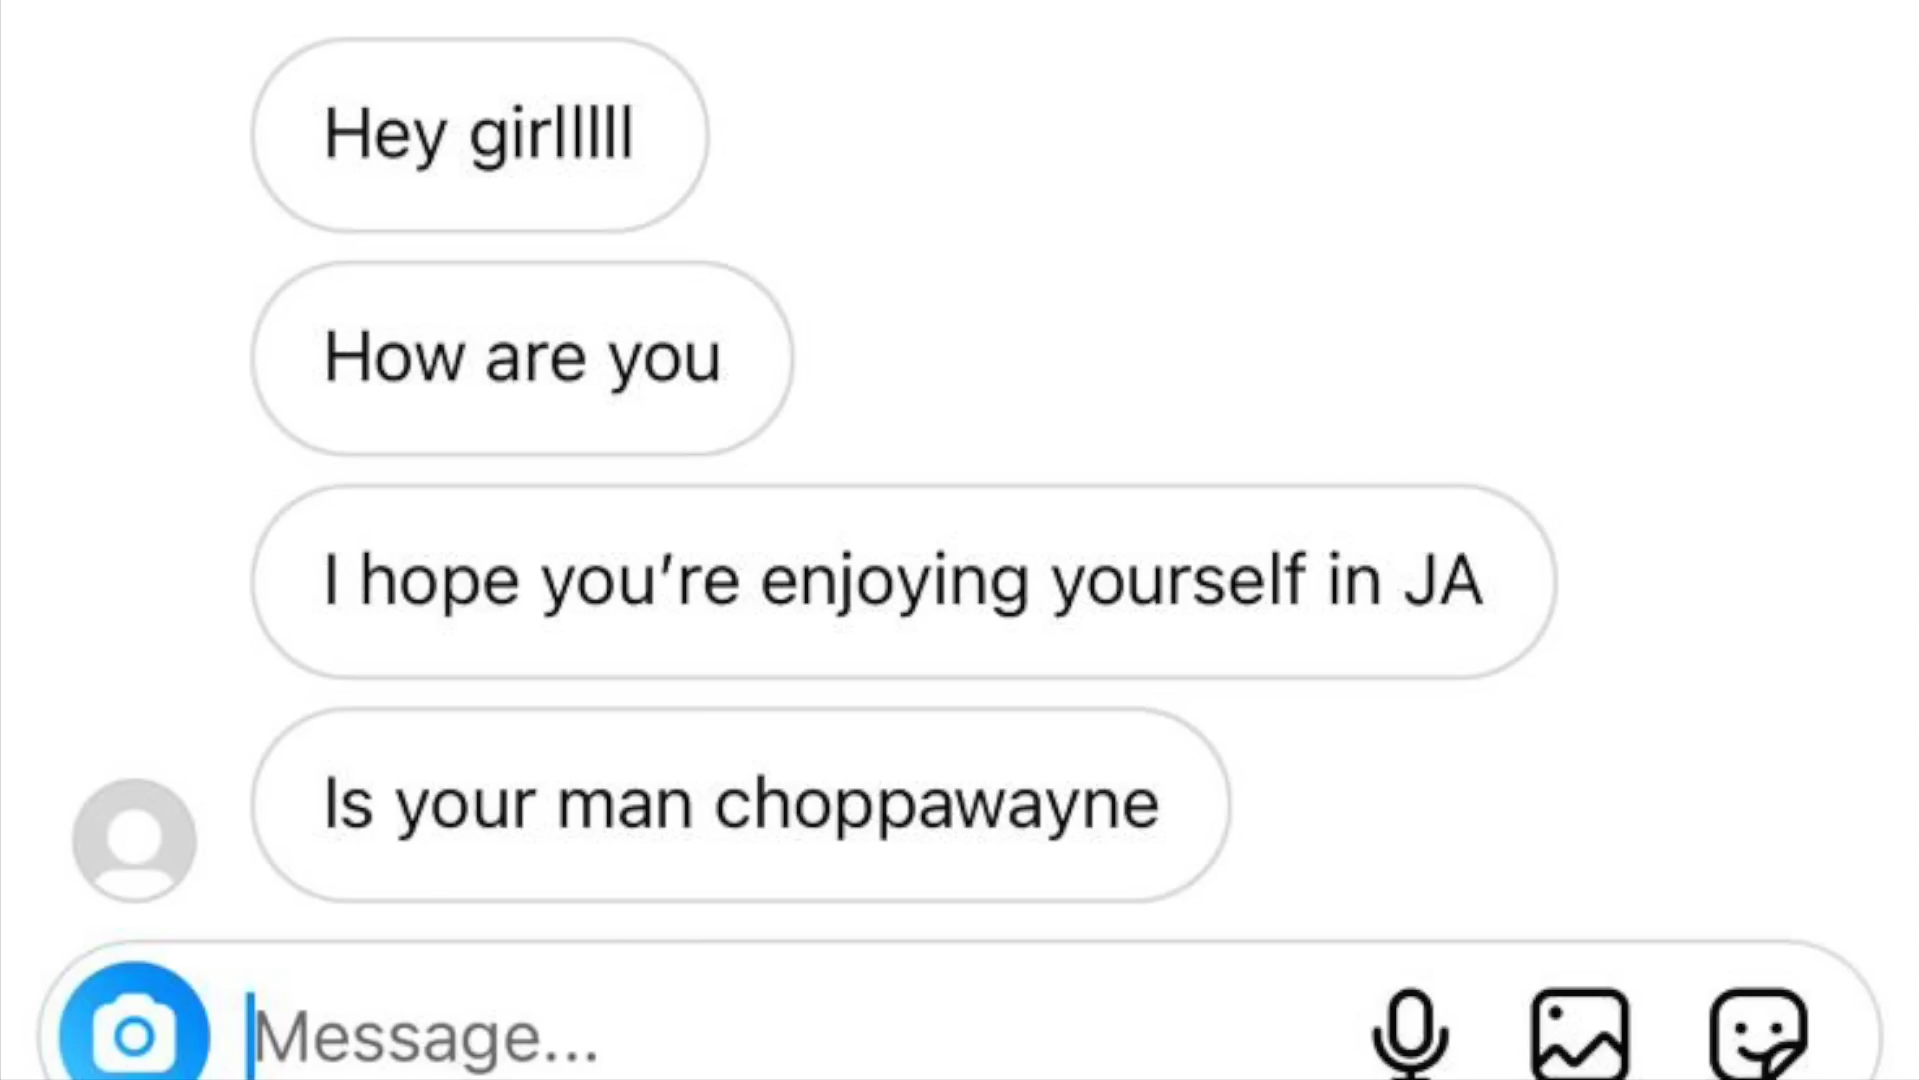 Hey girlllll
How are you
I hope you’re enjoying yourself in JA
Is your man choppawayne
Message...